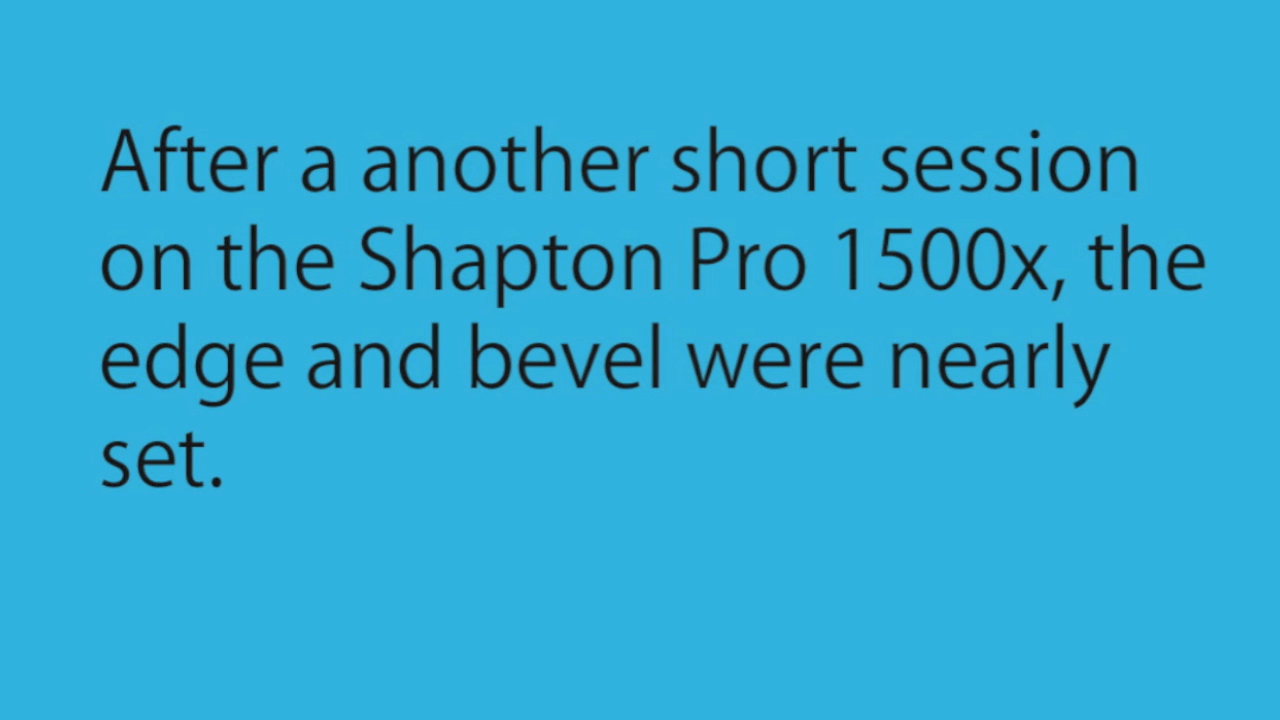 After a another short session
on the Shapton Pro 1500x, the
edge and bevel were nearly
set.